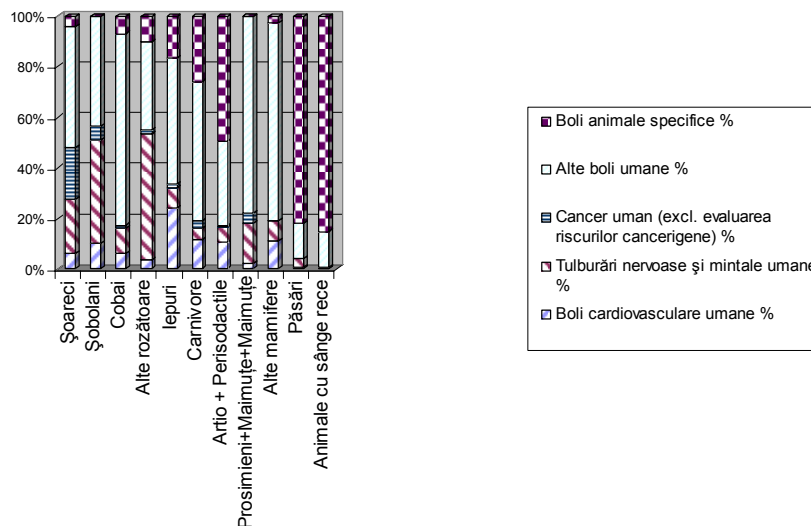 100%
80%
60%
40%
20%
0%
Şoareci
Şobolani
Cobai
Alte rozătoare
Iepuri
Carnivore
Artio + Perisodactile
Prosimieni+Maimuţe+Maimuţe
Alte mamifere
Păsări
Animale cu sânge rece
Boli animale specifice %
Alte boli umane %
Cancer uman (excl. evaluarea
riscurilor cancerigene) %
Tulburări nervoase şi mintale umane
%
Boli cardiovasculare umane %